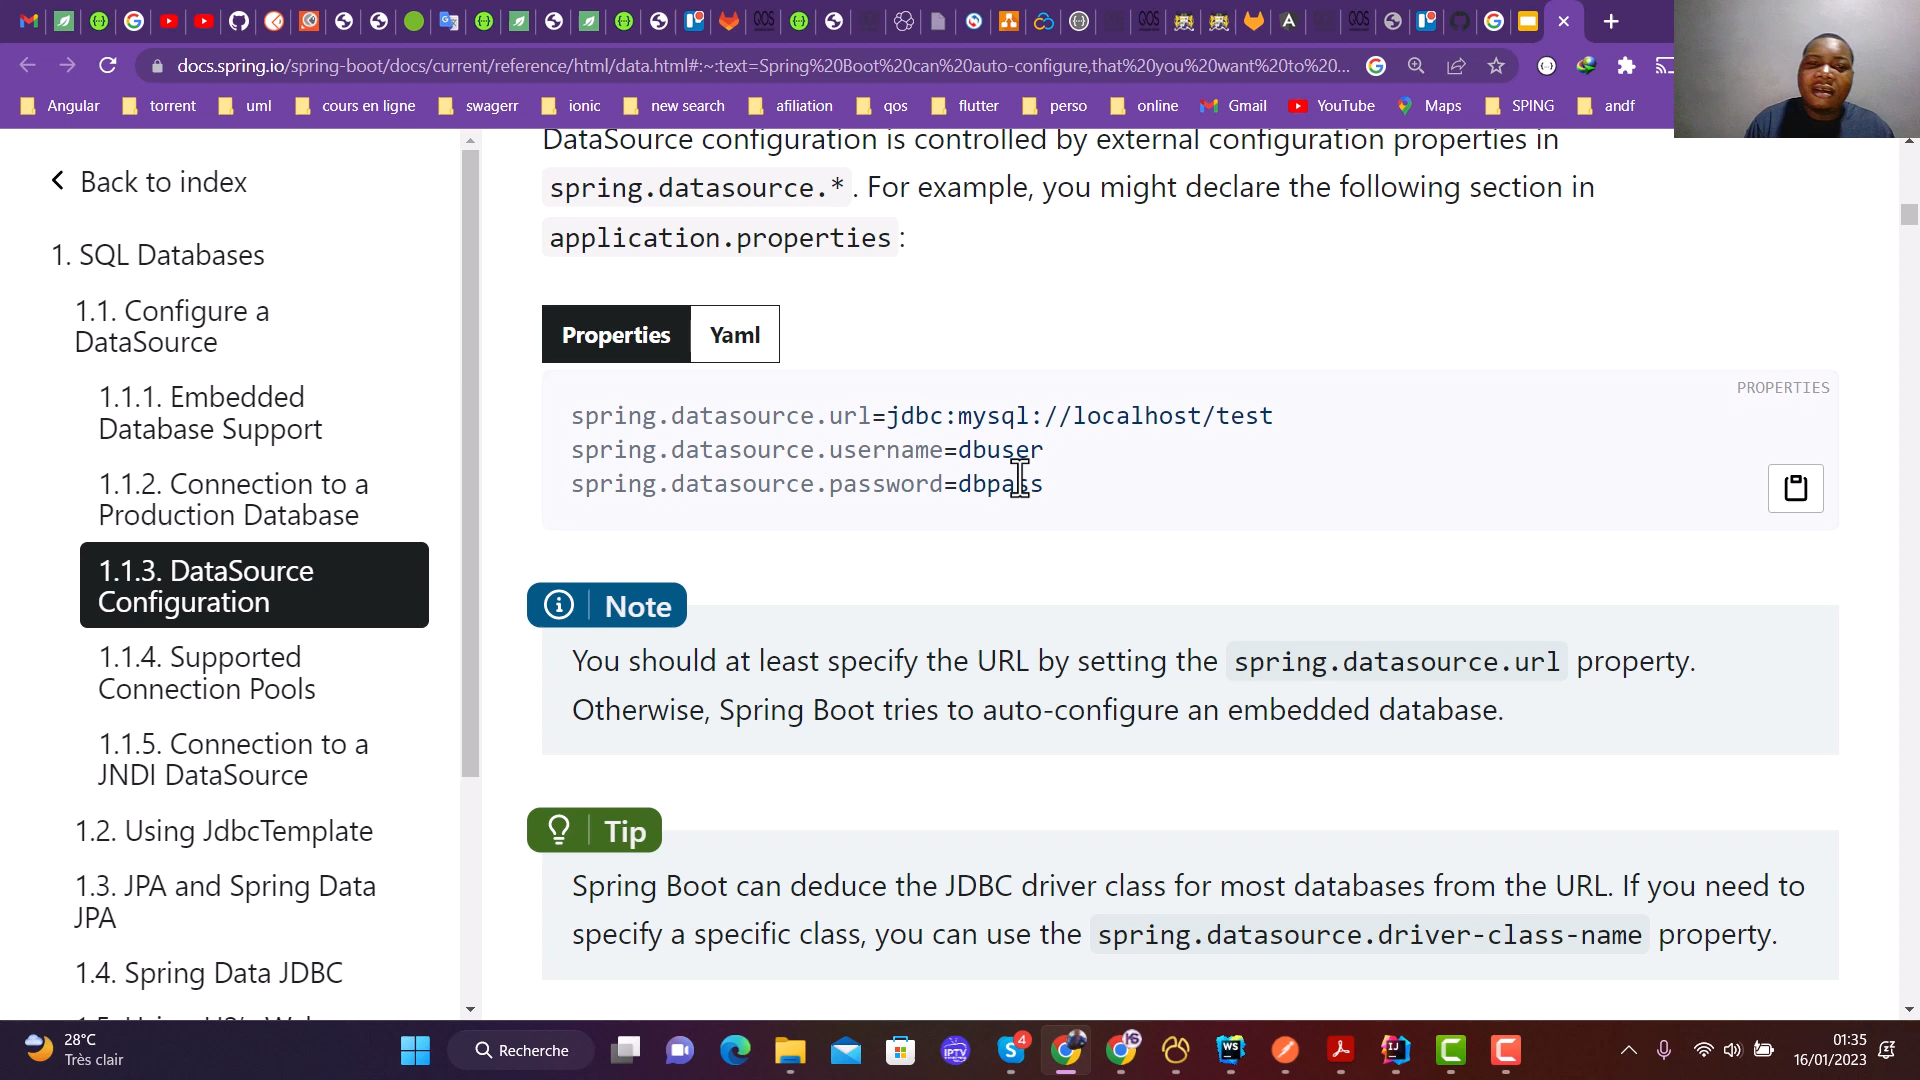 docs.spring.io/spring-boot/docs/current/reference/html/data.html#:~:text=Spring%20Boot%20can%20auto-configure,that%20you%20want%20to%20...
Angular torrent uml cours en ligne swagerr ionic new search afiliation qos flutter perso online Gmail YouTube Maps SPING andf
Back to index
1. SQL Databases
1.1. Configure a
DataSource
1.1.1. Embedded
Database Support
1.1.2. Connection to a
Production Database
1.1.3. DataSource
Configuration
1.1.4. Supported
Connection Pools
1.1.5. Connection to a
JNDI DataSource
1.2. Using JdbcTemplate
1.3. JPA and Spring Data
JPA
1.4. Spring Data JDBC
DataSource configuration is controlled by external configuration properties in
spring.datasource.*. For example, you might declare the following section in
application.properties:
Properties Yaml
PROPERTIES
spring.datasource.url=jdbc:mysql://localhost/test
spring.datasource.username=dbuser
spring.datasource.password=dbpass
Note
You should at least specify the URL by setting the spring.datasource.url property.
Otherwise, Spring Boot tries to auto-configure an embedded database.
Tip
Spring Boot can deduce the JDBC driver class for most databases from the URL. If you need to
specify a specific class, you can use the spring.datasource.driver-class-name property.
28°C
Très clair
Recherche
IPTV
4
WS
IJ
01:35
16/01/2023